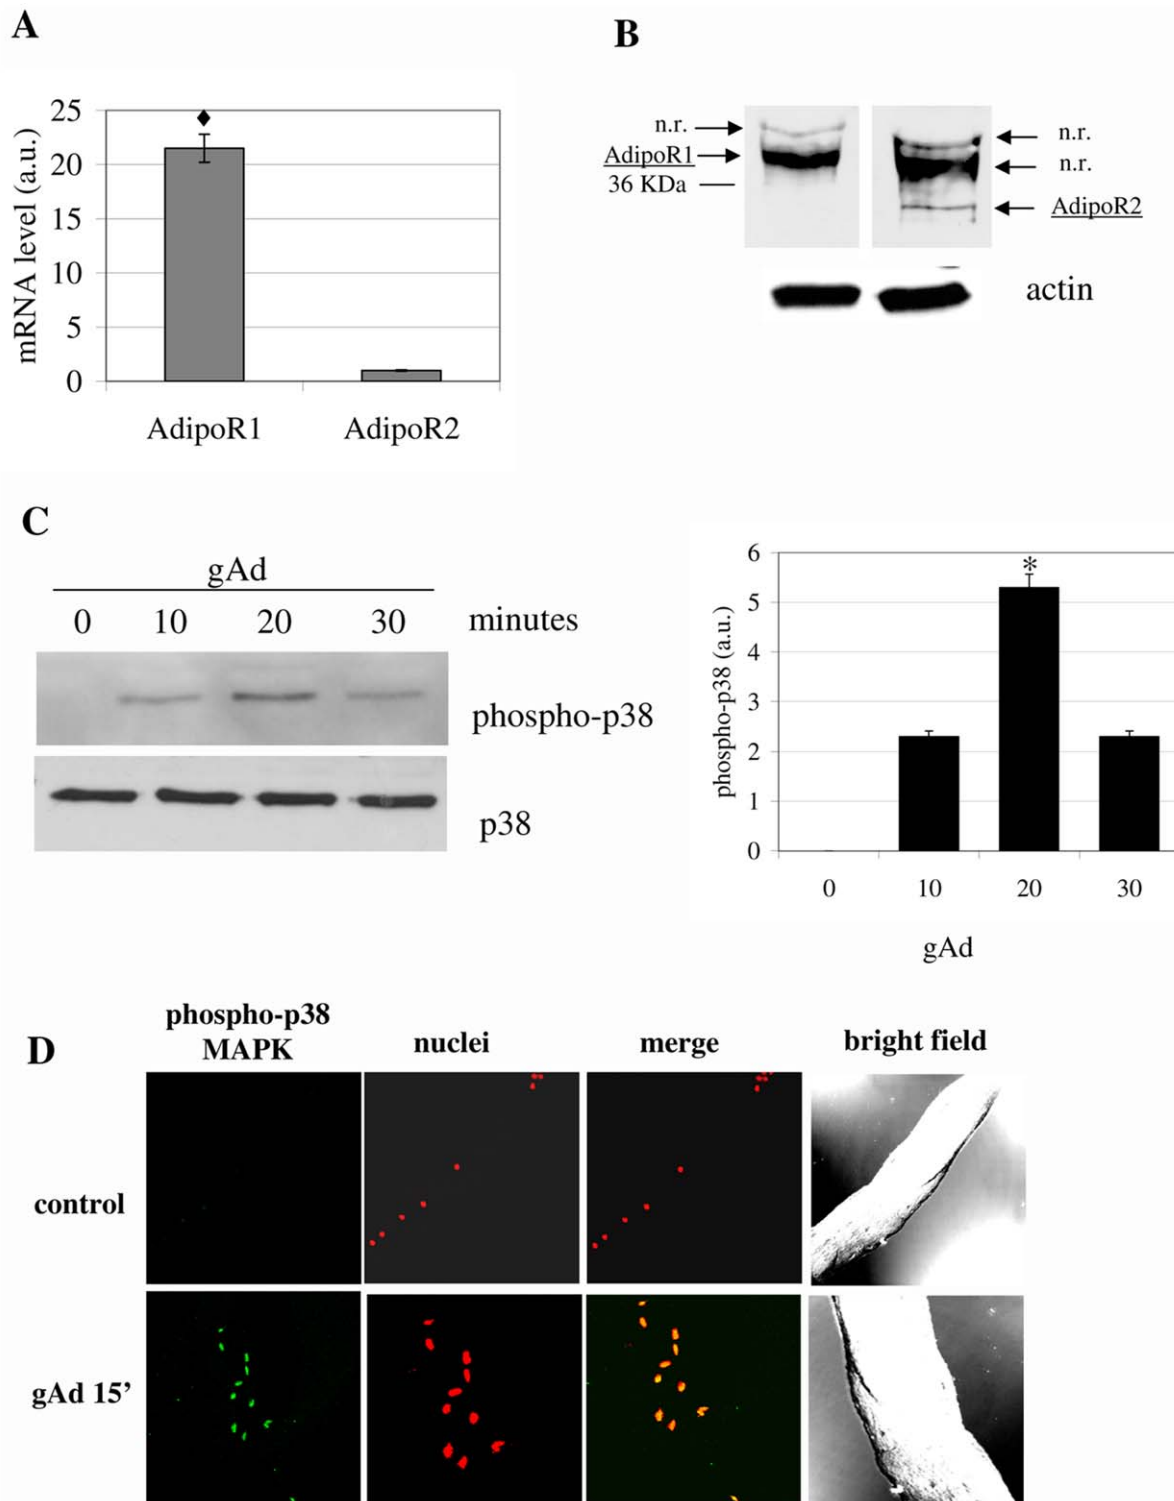 A
25
20
15
10
5
0
mRNA level (a.u.)
AdipoR1
AdipoR2
B
n.r.
AdipoR1
36 KDa
n.r.
n.r.
AdipoR2
actin
C
gAd
0 10 20 30 minutes
phospho-p38
p38
6
5
4
3
2
1
0
phospho-p38 (a.u.)
*
0 10 20 30
gAd
D
phospho-p38
MAPK
nuclei
merge
bright field
control
gAd 15’